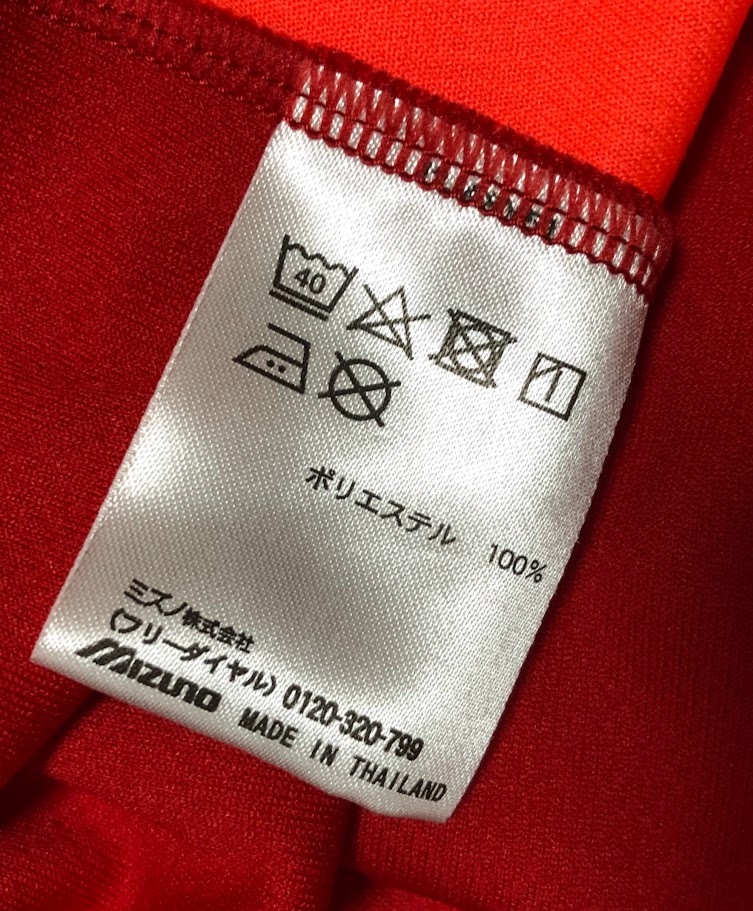 40
ポリエステル 100%
ミズノ株式会社
(フリーダイヤル) 0120-320-799
MIZUNO MADE IN THAILAND